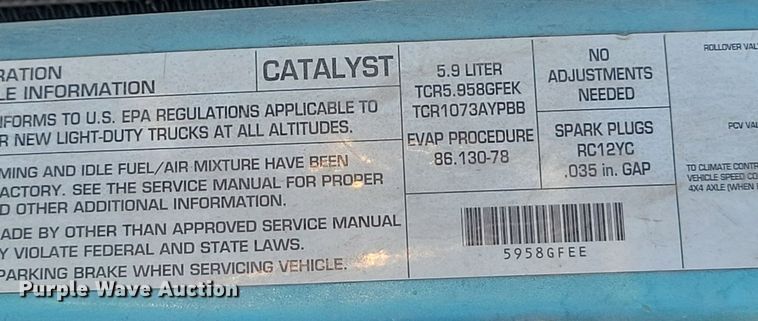 RATION
LE INFORMATION
CATALYST
NFORMS TO U.S. EPA REGULATIONS APPLICABLE TO
R NEW LIGHT-DUTY TRUCKS AT ALL ALTITUDES.
MING AND IDLE FUEL/AIR MIXTURE HAVE BEEN
ACTORY. SEE THE SERVICE MANUAL FOR PROPER
D OTHER ADDITIONAL INFORMATION.
ADE BY OTHER THAN APPROVED SERVICE MANUAL
Y VIOLATE FEDERAL AND STATE LAWS.
PARKING BRAKE WHEN SERVICING VEHICLE.
5.9 LITER
TCR5.958GFEK
TCR1073AYPBB
EVAP PROCEDURE
86.130-78
NO
ADJUSTMENTS
NEEDED
SPARK PLUGS
RC12YC
.035 in. GAP
5958GFEE
ROLLOVER VAL
PCV VAL
TO CLIMATE CONTR
VEHICLE SPEED CO
4X4 AXLE (WHEN
Purple Wave Auction